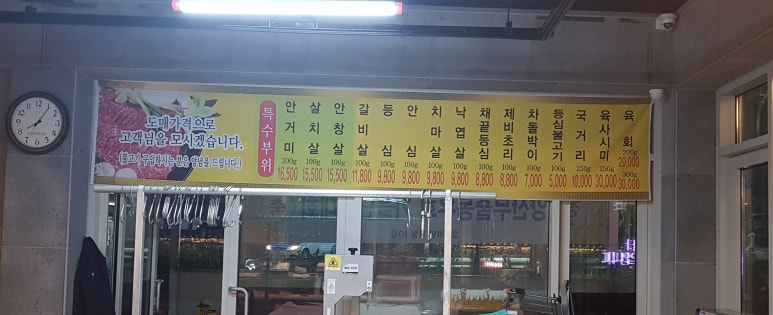 도매가격으로
고객님을 모시겠습니다.
특수부위
안거미 100g 16,500
살치살 100g 15,500
안창살 100g 15,500
갈비살 100g 11,800
등심 100g 9,800
안심 100g 9,800
치마살 100g 9,800
낙엽살 100g 9,800
채끝등심 100g 8,800
제비초리 100g 8,800
차돌박이 100g 7,000
등심불고기 100g 5,000
국거리 250g 10,000
육사시미 250g 30,000
육회 200g 20,000
300g 30,000